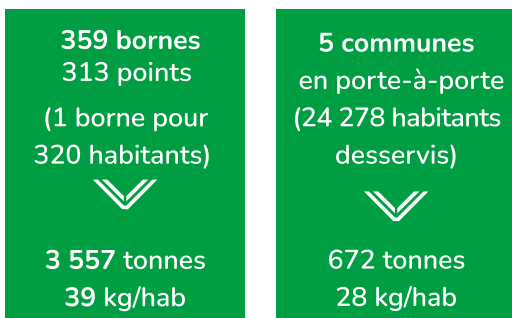 359 bornes
313 points
(1 borne pour
320 habitants)
3 557 tonnes
39 kg/hab
5 communes
en porte-à-porte
(24 278 habitants
desservis)
672 tonnes
28 kg/hab